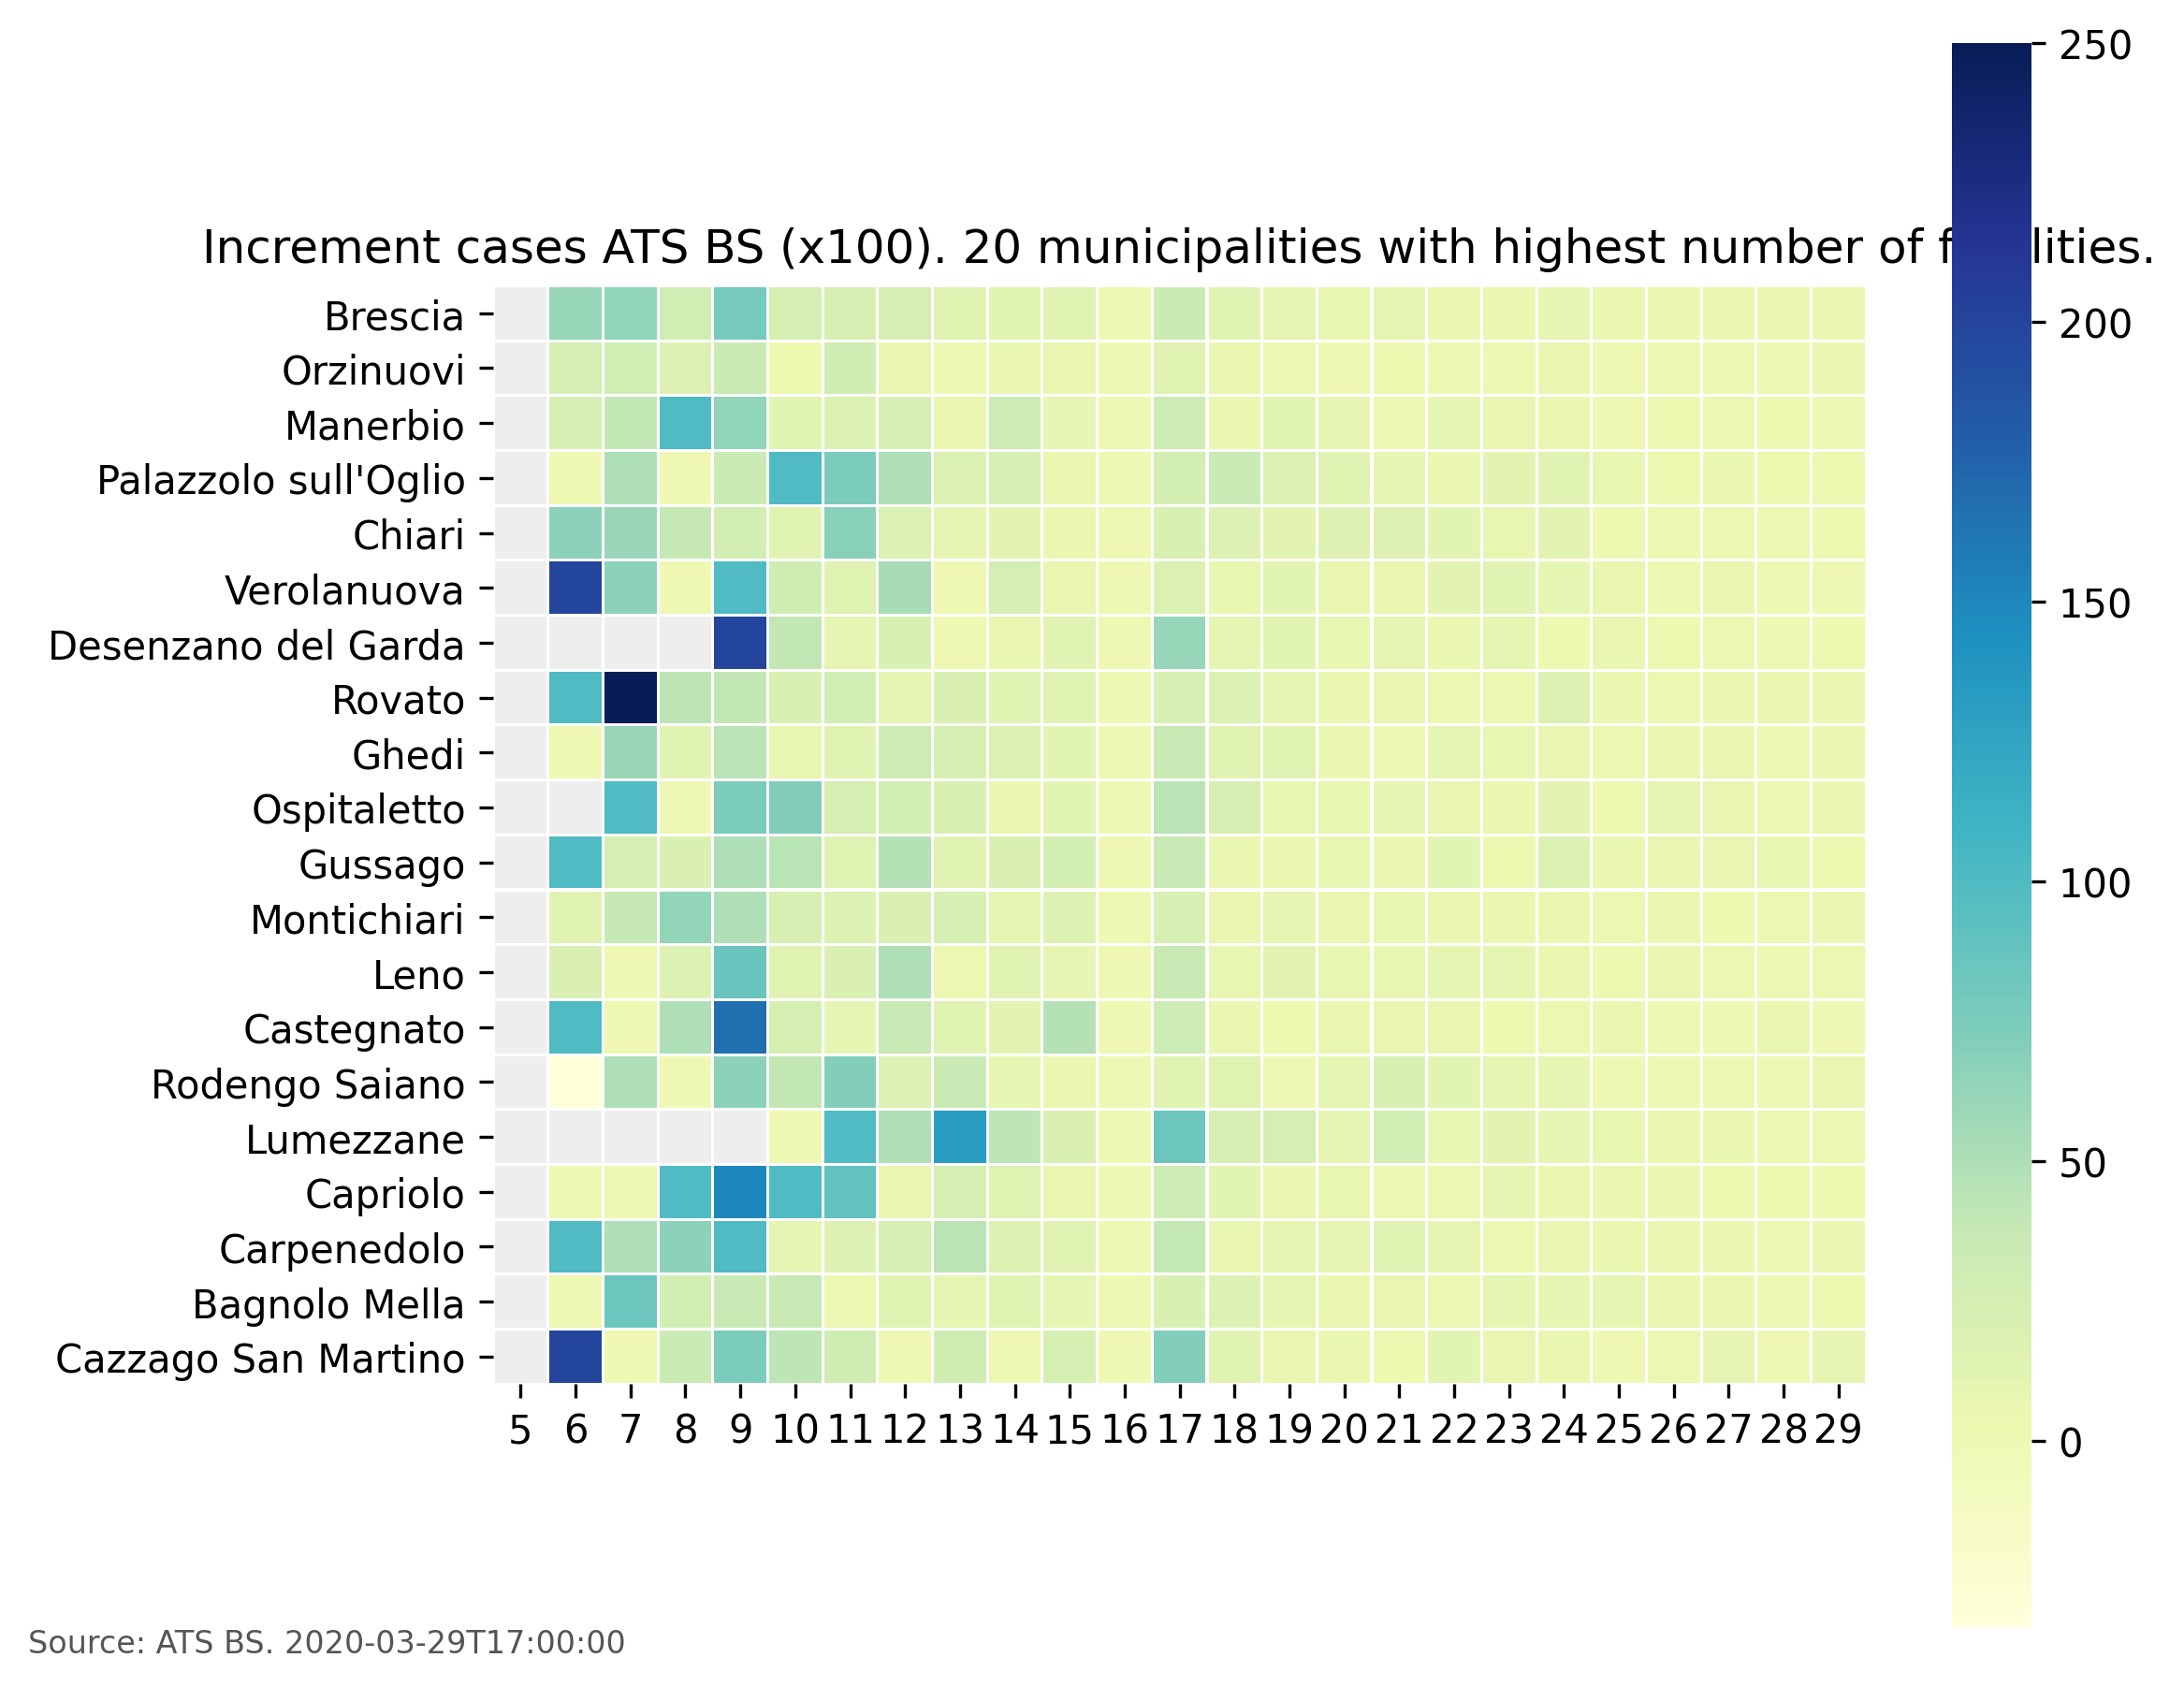 Increment cases ATS BS (x100). 20 municipalities with highest number of f lities.
Brescia
Orzinuovi
Manerbio
Palazzolo sull'Oglio
Chiari
Verolanuova
Desenzano del Garda
Rovato
Ghedi
Ospitaletto
Gussago
Montichiari
Leno
Castegnato
Rodengo Saiano
Lumezzane
Capriolo
Carpenedolo
Bagnolo Mella
Cazzago San Martino
5 6 7 8 9 10 11 12 13 14 15 16 17 18 19 20 21 22 23 24 25 26 27 28 29
250
200
150
100
50
0
Source: ATS BS. 2020-03-29T17:00:00